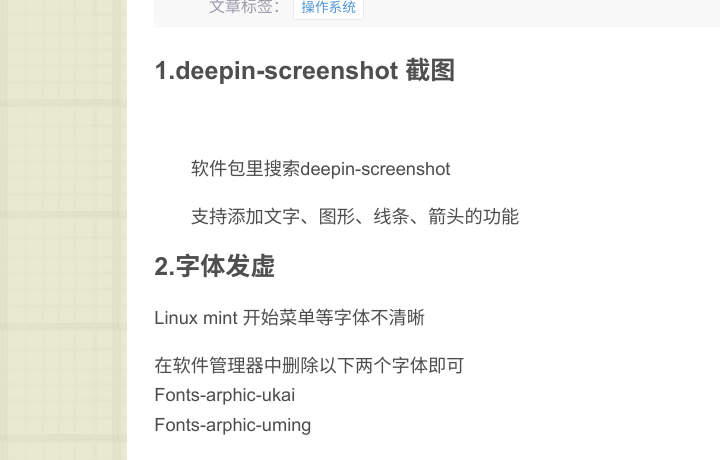 文章标签： 操作系统
1.deepin-screenshot 截图
软件包里搜索deepin-screenshot
支持添加文字、图形、线条、箭头的功能
2.字体发虚
Linux mint 开始菜单等字体不清晰
在软件管理器中删除以下两个字体即可
Fonts-arphic-ukai
Fonts-arphic-uming